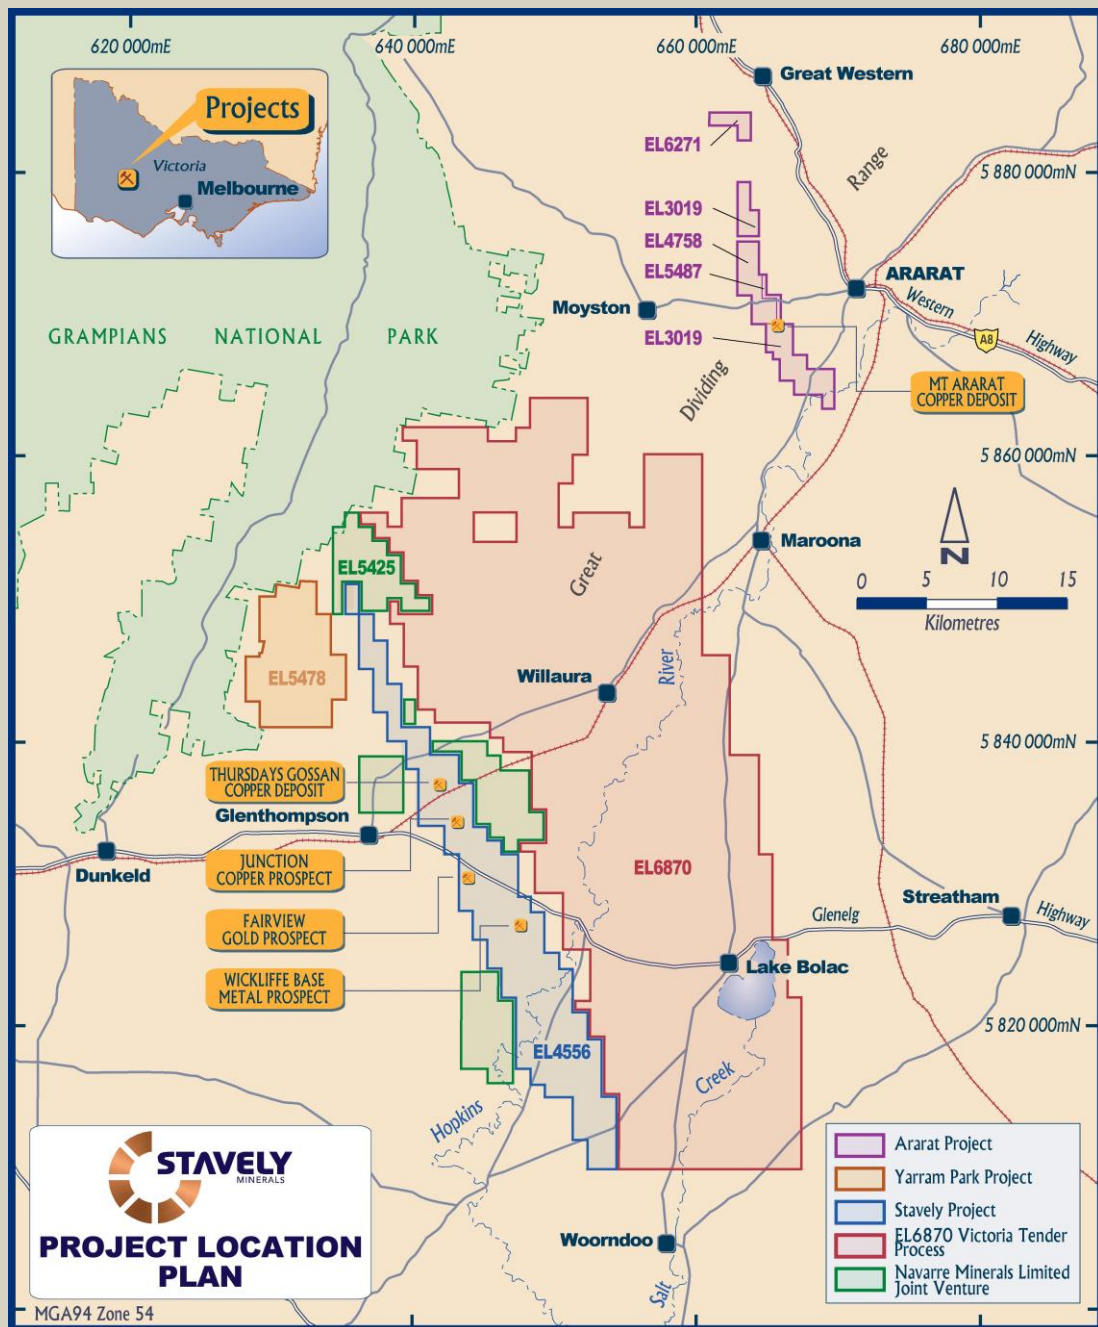 620 000mE
640 000mE
660 000mE
680 000mE
Great Western
Projects
Victoria
Melbourne
EL6271
Range
5 880 000mN
EL3019
EL4758
EL5487
ARARAT
Western
Highway
A8
Moyston
GRAMPIANS NATIONAL PARK
EL3019
MT ARARAT
COPPER DEPOSIT
Dividing
5 860 000mN
Maroona
N
EL5425
Great
0 5 10 15
Kilometres
EL5478
Willaura
River
5 840 000mN
THURSDAYS GOSSAN
COPPER DEPOSIT
Glenthompson
JUNCTION
COPPER PROSPECT
Dunkeld
EL6870
Streatham
Glenelg
Highway
FAIRVIEW
GOLD PROSPECT
WICKLIFFE BASE
METAL PROSPECT
Lake Bolac
5 820 000mN
EL4556
Creek
Hopkins
STAVELY
MINERALS
PROJECT LOCATION
PLAN
Ararat Project
Yarram Park Project
Stavely Project
EL6870 Victoria Tender
Process
Navarre Minerals Limited
Joint Venture
Woorndoo
Salt
MGA94 Zone 54